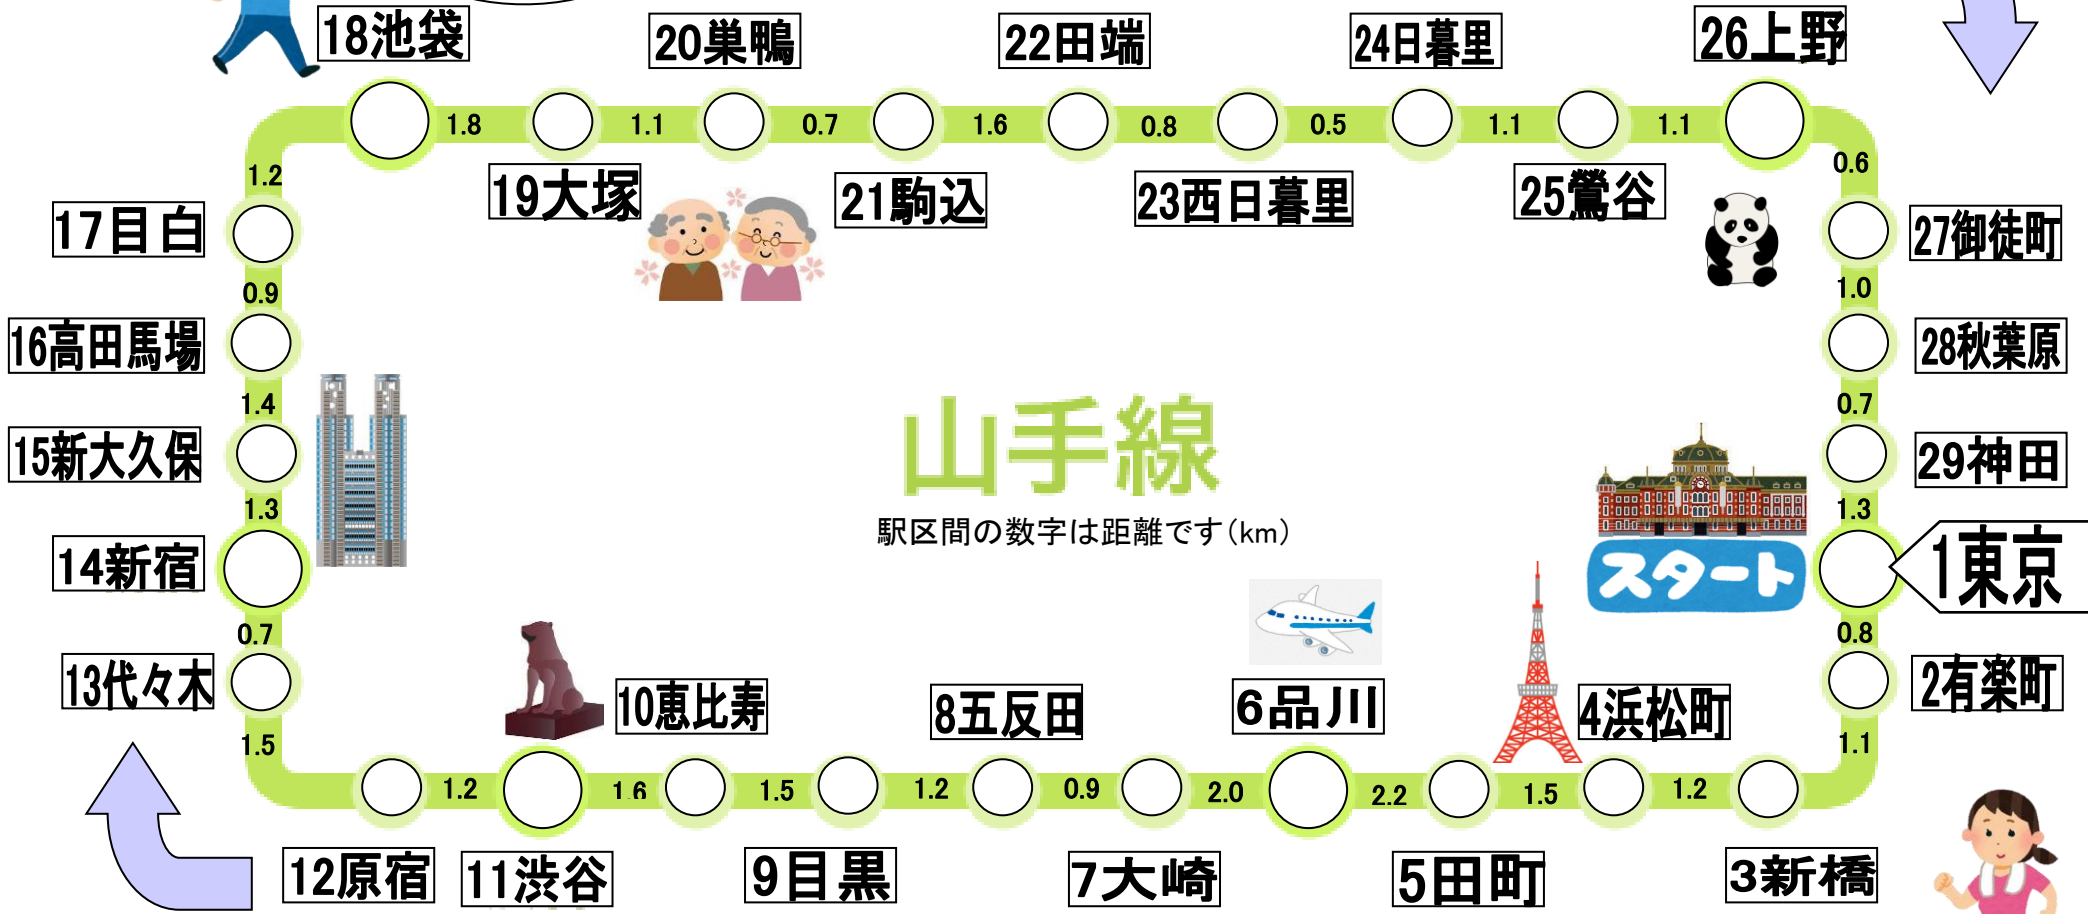 18池袋
20巣鴨
22田端
24日暮里
26上野
1.8
1.1
0.7
1.6
0.8
0.5
1.1
1.1
1.2
0.6
19大塚
21駒込
23西日暮里
25鶯谷
17目白
27御徒町
0.9
1.0
16高田馬場
28秋葉原
1.4
0.7
山手線
15新大久保
29神田
1.3
1.3
駅区間の数字は距離です(km)
14新宿
スタート
1東京
0.7
0.8
13代々木
10恵比寿
8五反田
6品川
4浜松町
2有楽町
1.5
1.1
1.2
1.6
1.5
1.2
0.9
2.0
2.2
1.5
1.2
12原宿
11渋谷
9目黒
7大崎
5田町
3新橋